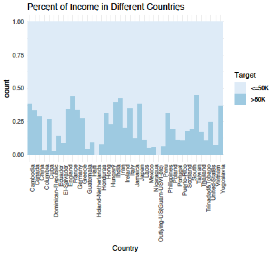 Percent of Income in Different Countries
count
1.00
0.75
0.50
0.25
0.00
Target
<=50K
>50K
Cambodia
Canada
China
Columbia
Cuba
Dominican-Republic
Ecuador
El-Salvador
England
France
Germany
Greece
Guatemala
Haiti
Holand-Netherlands
Honduras
Hong
Hungary
India
Iran
Ireland
Italy
Jamaica
Japan
Laos
Mexico
Nicaragua
Outlying-US(Guam-USVI-etc)
Peru
Philippines
Poland
Portugal
Puerto-Rico
Scotland
South
Taiwan
Thailand
Trinadad&Tobago
United-States
Vietnam
Yugoslavia
Country